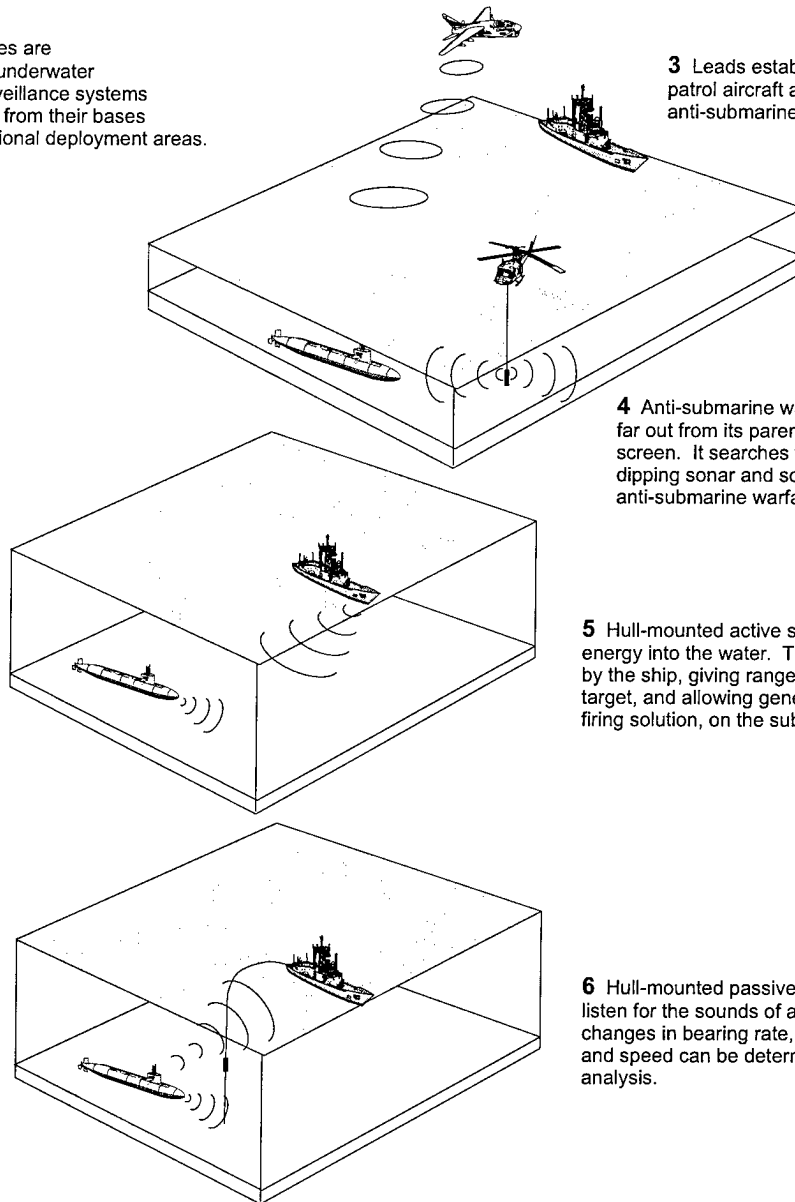 es are
underwater
veillance systems
from their bases
ional deployment areas.
3 Leads estab
patrol aircraft a
anti-submarine
4 Anti-submarine wa
far out from its paren
screen. It searches
dipping sonar and so
anti-submarine warfa
5 Hull-mounted active s
energy into the water. T
by the ship, giving range
target, and allowing gene
firing solution, on the sub
6 Hull-mounted passive
listen for the sounds of a
changes in bearing rate,
and speed can be determ
analysis.